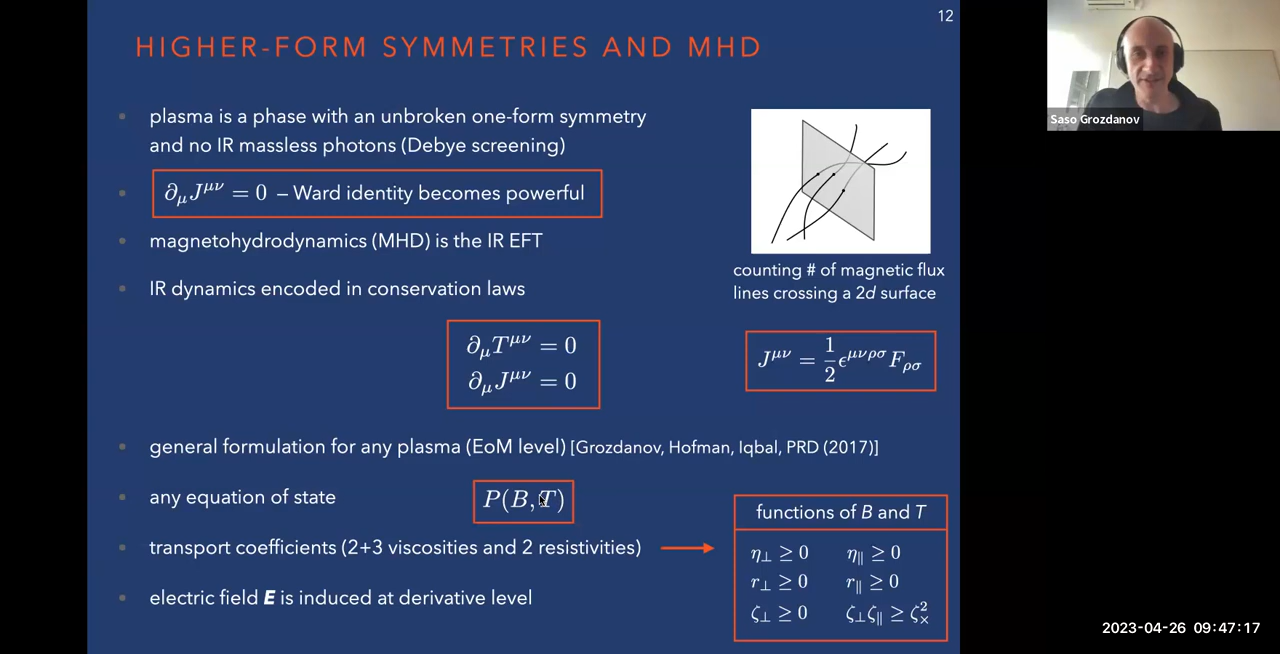 12
HIGHER-FORM SYMMETRIES AND MHD
• plasma is a phase with an unbroken one-form symmetry
and no IR massless photons (Debye screening)
• ∂_μ J^{μν} = 0 – Ward identity becomes powerful
• magnetohydrodynamics (MHD) is the IR EFT
• IR dynamics encoded in conservation laws
∂_μ T^{μν} = 0
∂_μ J^{μν} = 0
counting # of magnetic flux
lines crossing a 2d surface
J^{μν} = \frac{1}{2} ϵ^{μνρσ} F_{ρσ}
• general formulation for any plasma (EoM level) [Grozdanov, Hofman, Iqbal, PRD (2017)]
• any equation of state
P(B, T)
• transport coefficients (2+3 viscosities and 2 resistivities)
• electric field E is induced at derivative level
functions of B and T
η_⊥ ≥ 0 η_∥ ≥ 0
r_⊥ ≥ 0 r_∥ ≥ 0
ζ_⊥ ≥ 0 ζ_⊥ζ_∥ ≥ ζ_×^2
Saso Grozdanov
2023-04-26 09:47:17